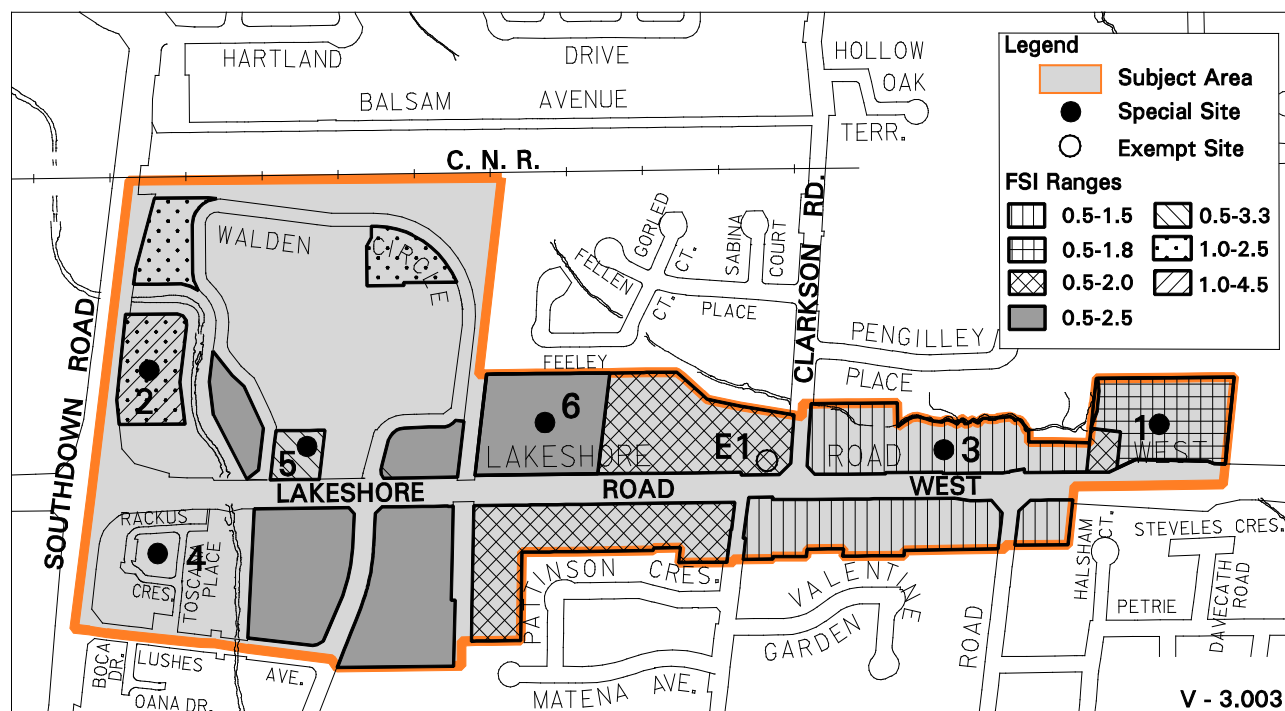 HARTLAND DRIVE
HOLLOW
OAK
TERR.
BALSAM AVENUE
C. N. R.
Legend
Subject Area
Special Site
Exempt Site
FSI Ranges
0.5-1.5
0.5-3.3
0.5-1.8
1.0-2.5
0.5-2.0
1.0-4.5
0.5-2.5
WALDEN CIRCLE
GORLED
CT.
SABINA
COURT
FELLEN
CT.
PLACE
CLARKSON RD.
PENGILLEY
PLACE
FEELEY
SOUTHDOWN ROAD
2
5
6
E1
3
1
4
LAKESHORE ROAD WEST
LAKESHORE ROAD WEST
RACKUS
CRES.
TOSCA
PLACE
PATTINSON CRES.
VALENTINE
GARDEN
ROAD
HALSHAM
CT.
STEVELES CRES.
DAVECATH
ROAD
PETRIE
BOCA
DR.
LUSHES
AVE.
OANA DR.
MATENA AVE.
V - 3.003